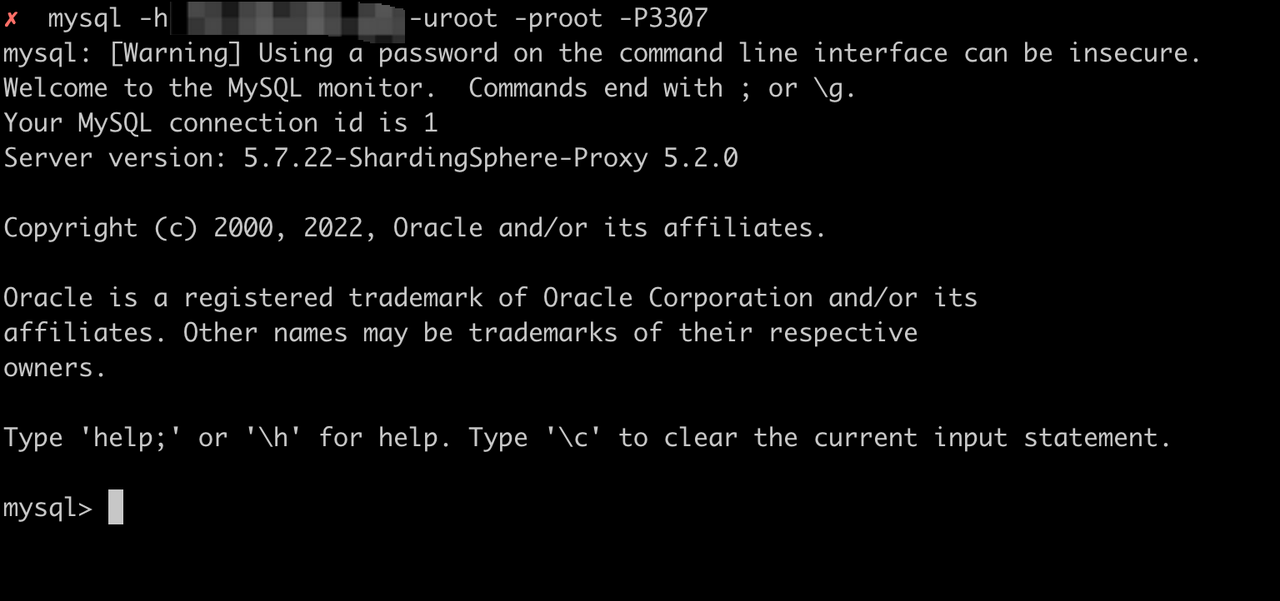 ✗ mysql -h -uroot -proot -P3307
mysql: [Warning] Using a password on the command line interface can be insecure.
Welcome to the MySQL monitor.  Commands end with ; or \g.
Your MySQL connection id is 1
Server version: 5.7.22-ShardingSphere-Proxy 5.2.0
Copyright (c) 2000, 2022, Oracle and/or its affiliates.
Oracle is a registered trademark of Oracle Corporation and/or its
affiliates. Other names may be trademarks of their respective
owners.
Type 'help;' or '\h' for help. Type '\c' to clear the current input statement.
mysql>